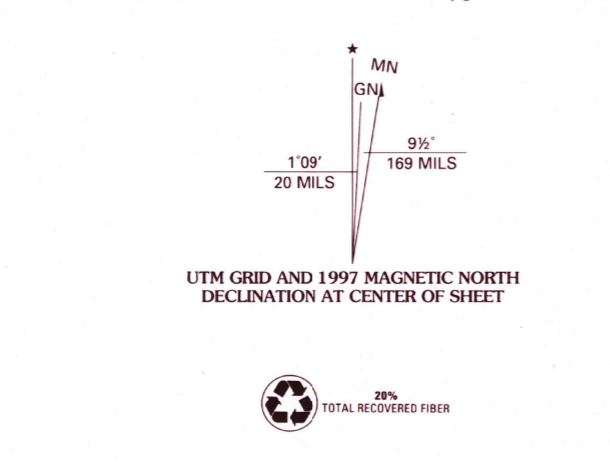 ★
MN
GN
9½°
169 MILS
1°09′
20 MILS
UTM GRID AND 1997 MAGNETIC NORTH
DECLINATION AT CENTER OF SHEET
20%
TOTAL RECOVERED FIBER